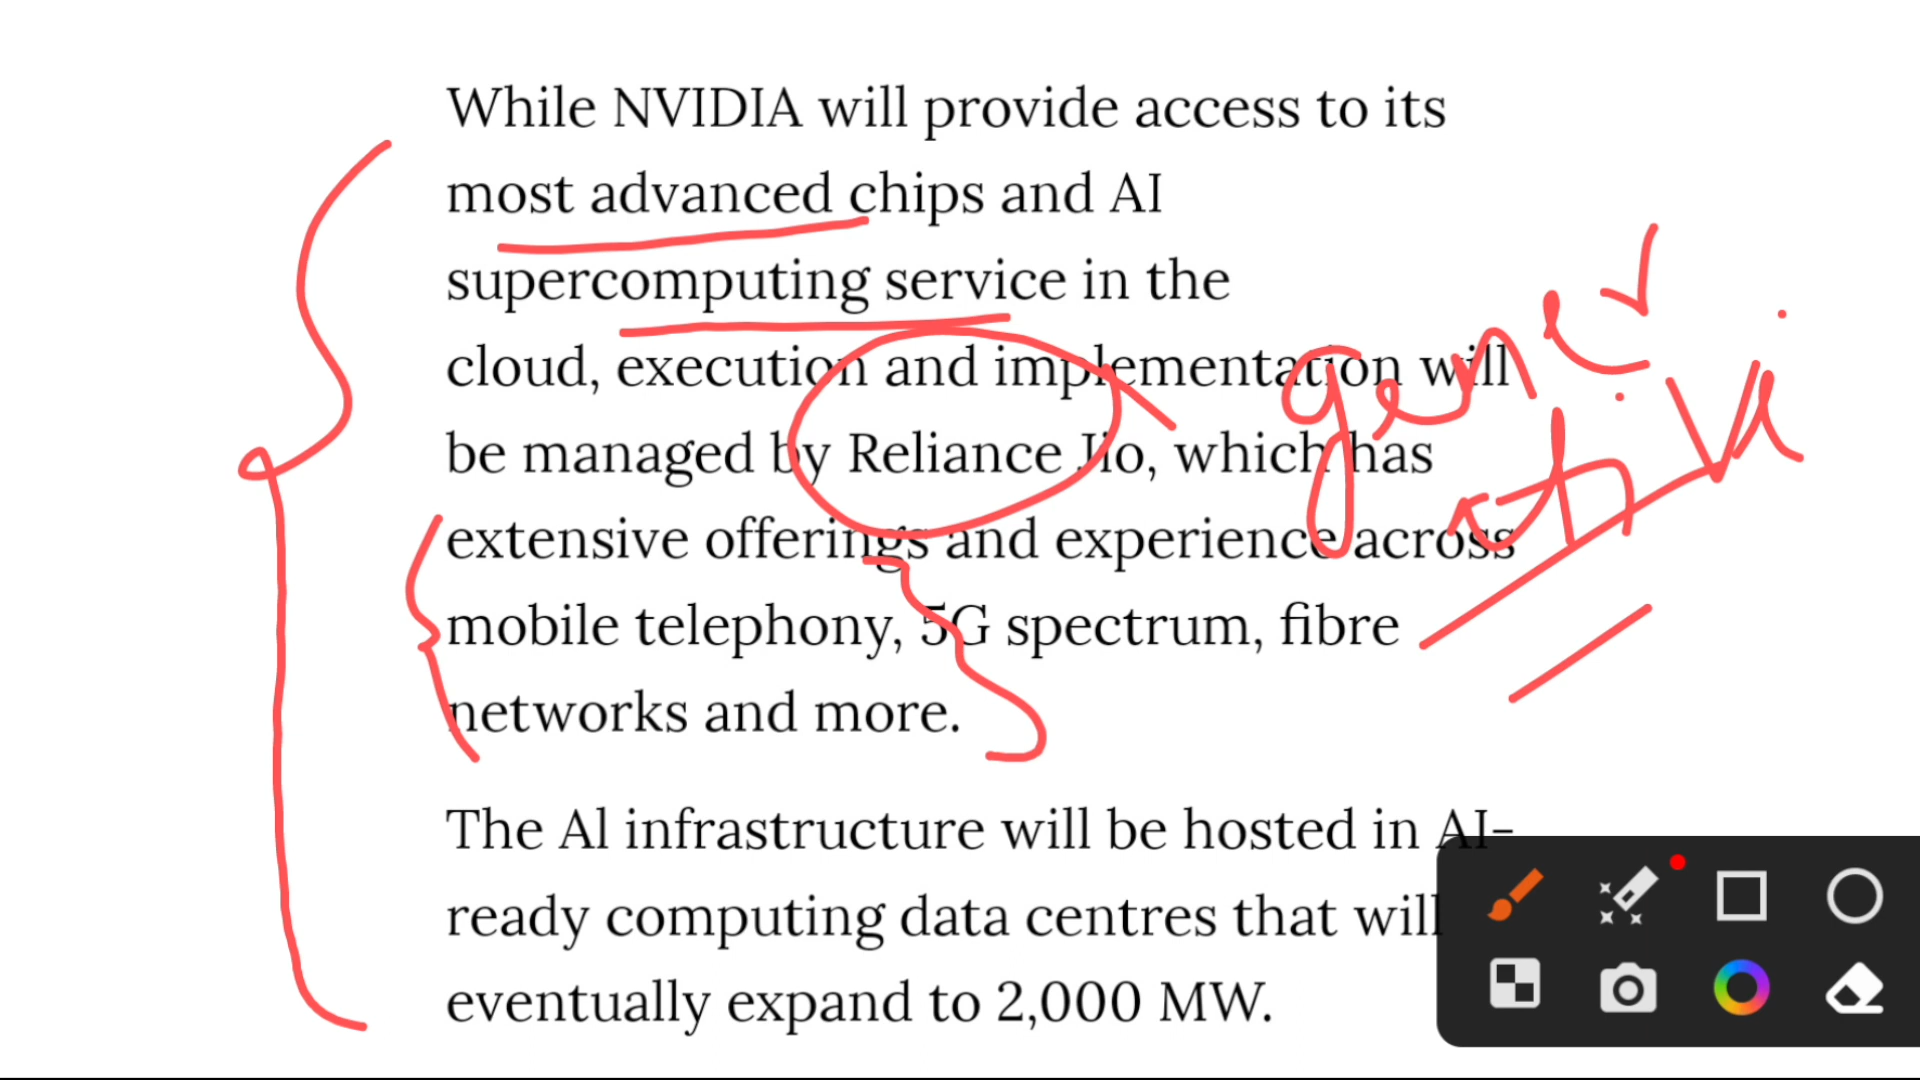 While NVIDIA will provide access to its
most advanced chips and AI
supercomputing service in the
cloud, execution and implementation will
be managed by Reliance Jio, which has
extensive offerings and experience across
mobile telephony, 5G spectrum, fibre
networks and more.
The Al infrastructure will be hosted in AI-
ready computing data centres that will
eventually expand to 2,000 MW.